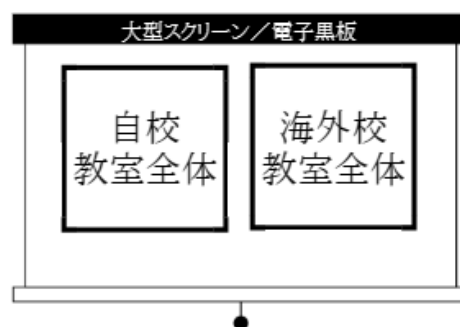 大型スクリーン／電子黒板
自校
教室全体
海外校
教室全体